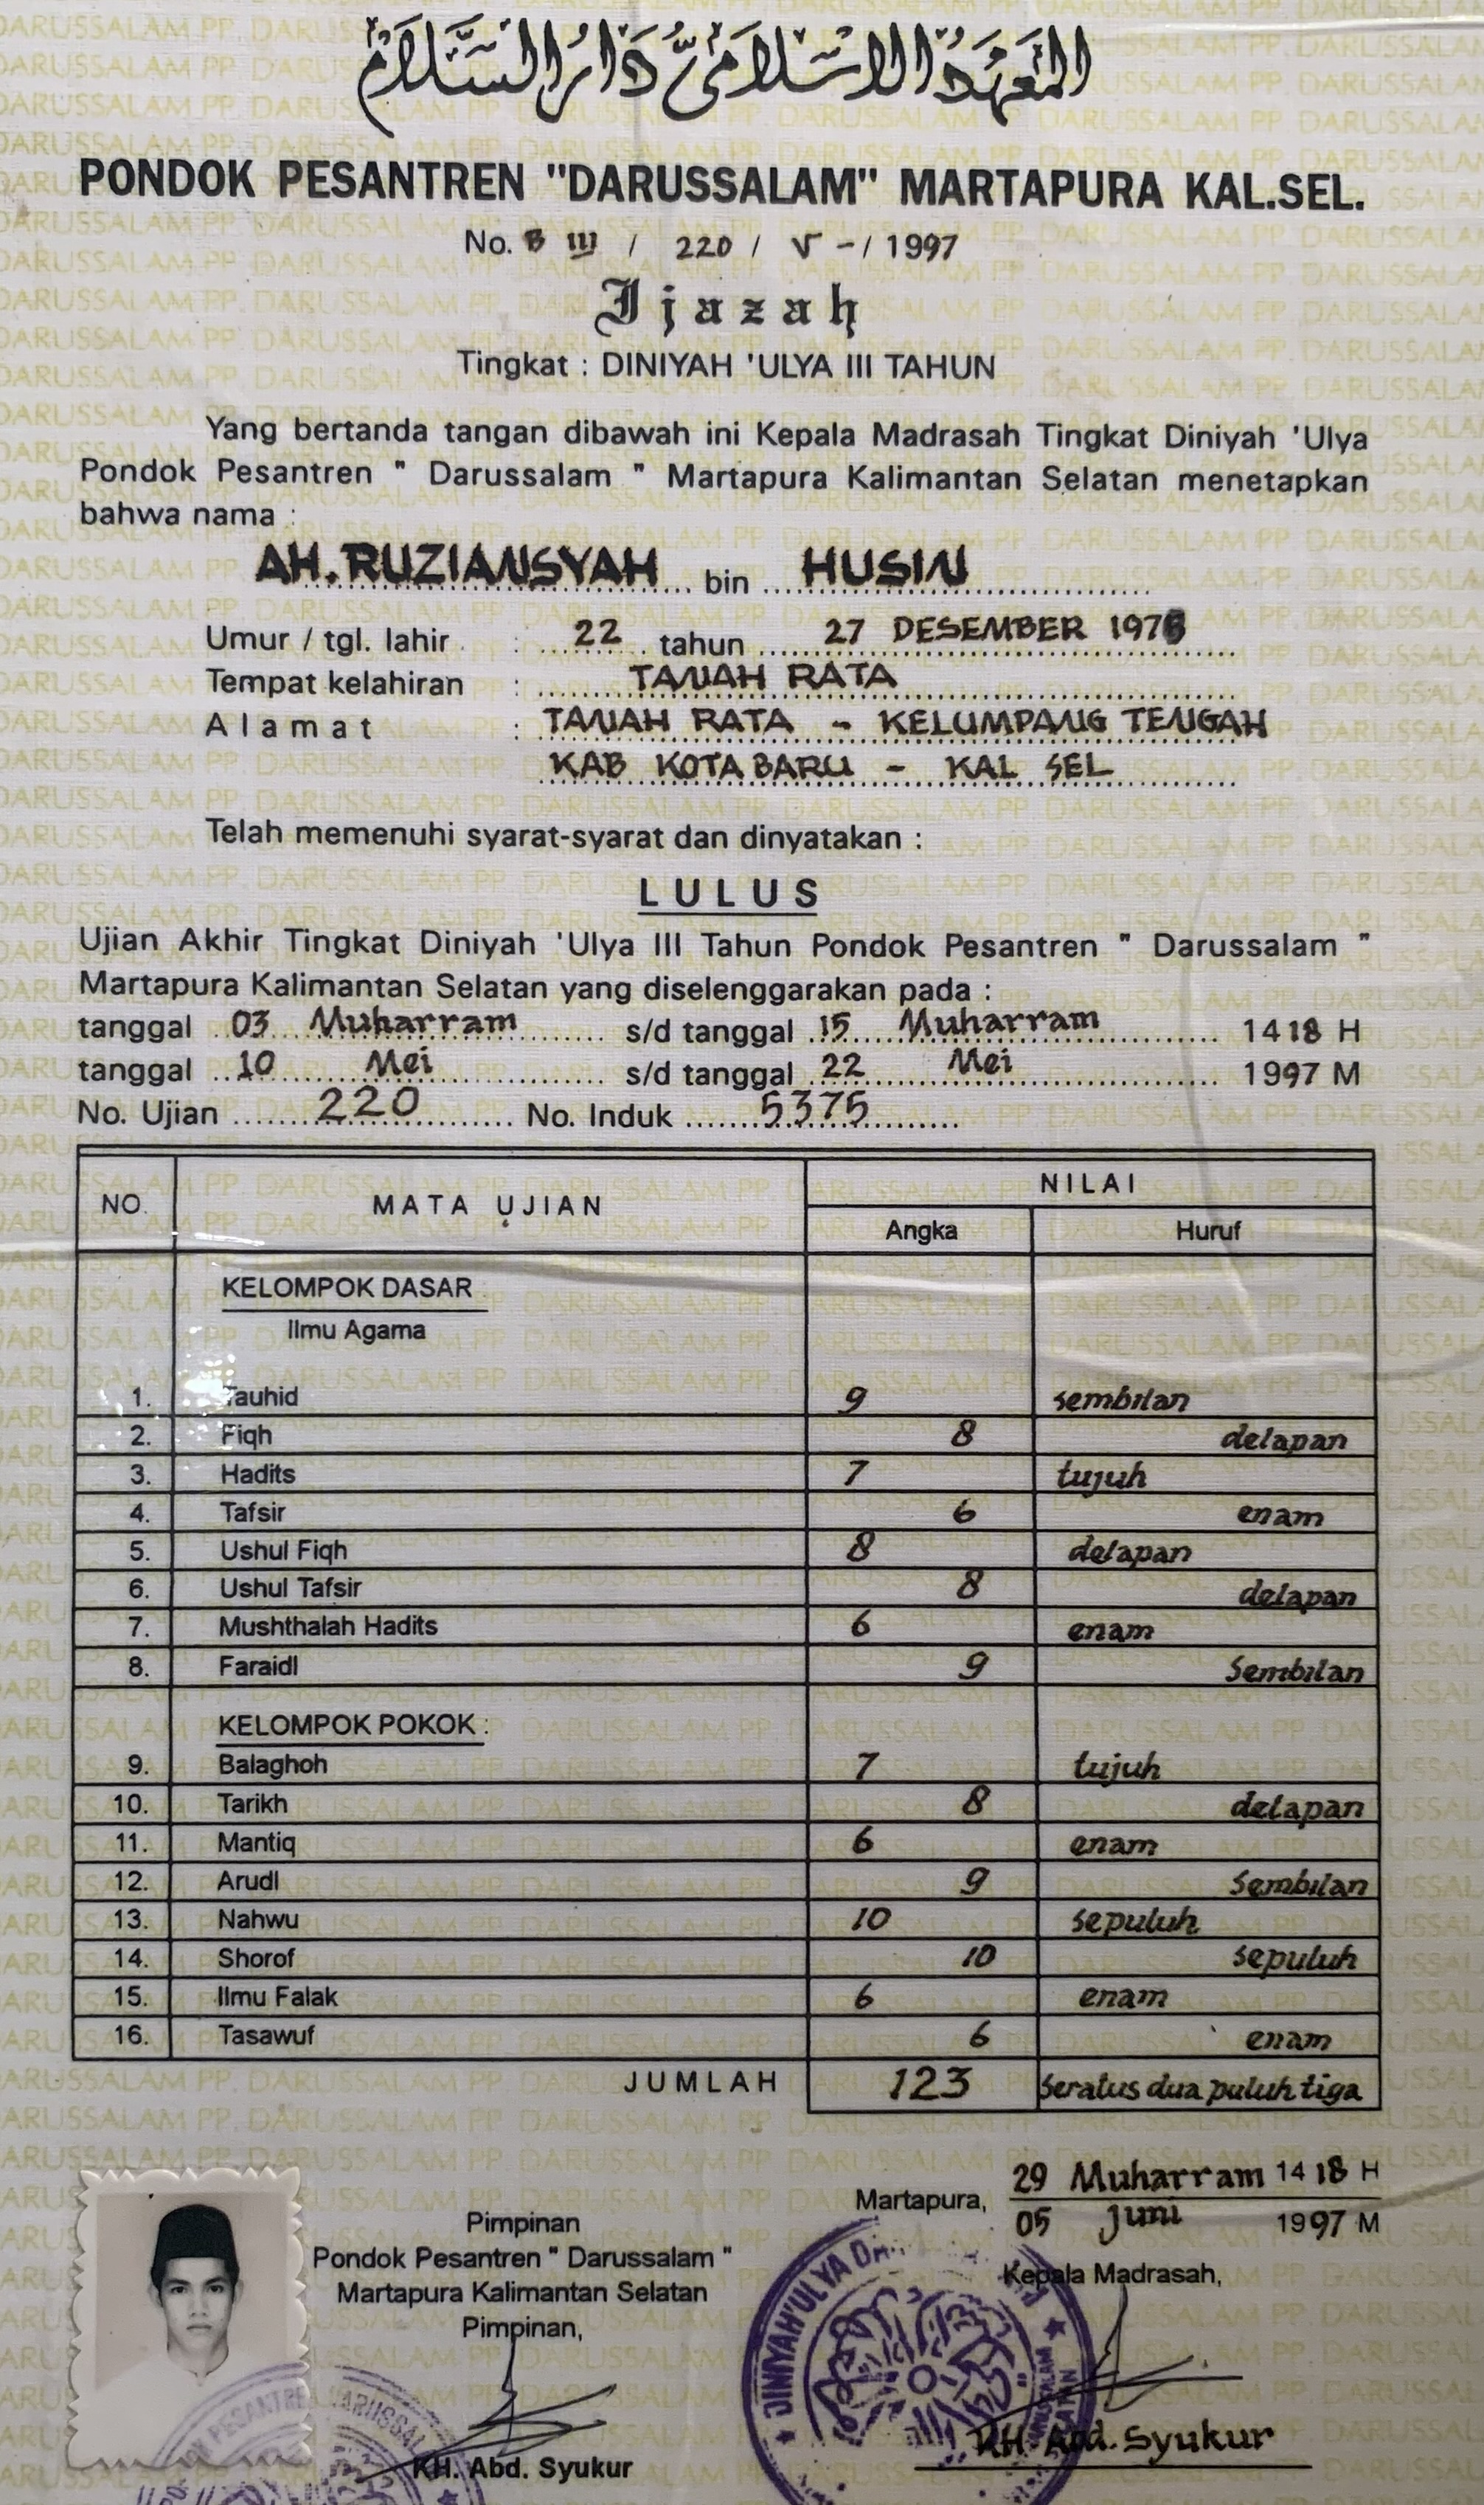 المعهد الإسلامي دار السلام
PONDOK PESANTREN "DARUSSALAM" MARTAPURA KAL.SEL.
No. B III / 220 / V - / 1997
Ijazah
Tingkat : DINIYAH 'ULYA III TAHUN
Yang bertanda tangan dibawah ini Kepala Madrasah Tingkat Diniyah 'Ulya
Pondok Pesantren " Darussalam " Martapura Kalimantan Selatan menetapkan
bahwa nama :
AH. RUZIANSYAH bin HUSIN
Umur / tgl. lahir : 22 tahun 27 DESEMBER
Tempat kelahiran : TANAH RATA
Alamat : TANAH RATA - KELUMPANG TENGAH
KAB KOTA BARU - KAL SEL
Telah memenuhi syarat-syarat dan dinyatakan :
LULUS
Ujian Akhir Tingkat Diniyah 'Ulya III Tahun Pondok Pesantren " Darussalam "
Martapura Kalimantan Selatan yang diselenggarakan pada :
tanggal 03 Muharram s/d tanggal 15 Muharram 1418 H
tanggal 10 Mei s/d tanggal 22 Mei 1997 M
No. Ujian 220 No. Induk 5375
NO. MATA UJIAN NILAI
Angka Huruf
KELOMPOK DASAR
Ilmu Agama
1. Tauhid 9 sembilan
2. Fiqh 8 delapan
3. Hadits 7 tujuh
4. Tafsir 6 enam
5. Ushul Fiqh 8 delapan
6. Ushul Tafsir 8 delapan
7. Mushthalah Hadits 6 enam
8. Faraidl 9 Sembilan
KELOMPOK POKOK :
9. Balaghoh 7 tujuh
10. Tarikh 8 delapan
11. Mantiq 6 enam
12. Arudl 9 Sembilan
13. Nahwu 10 sepuluh
14. Shorof 10 sepuluh
15. Ilmu Falak 6 enam
16. Tasawuf 6 enam
JUMLAH 123 seratus dua puluh tiga
Martapura, 29 Muharram 1418 H
05 Juni 1997 M
Pimpinan
Pondok Pesantren " Darussalam "
Martapura Kalimantan Selatan
Pimpinan,
KH. Abd. Syukur
Kepala Madrasah,
KH. Abd. Syukur